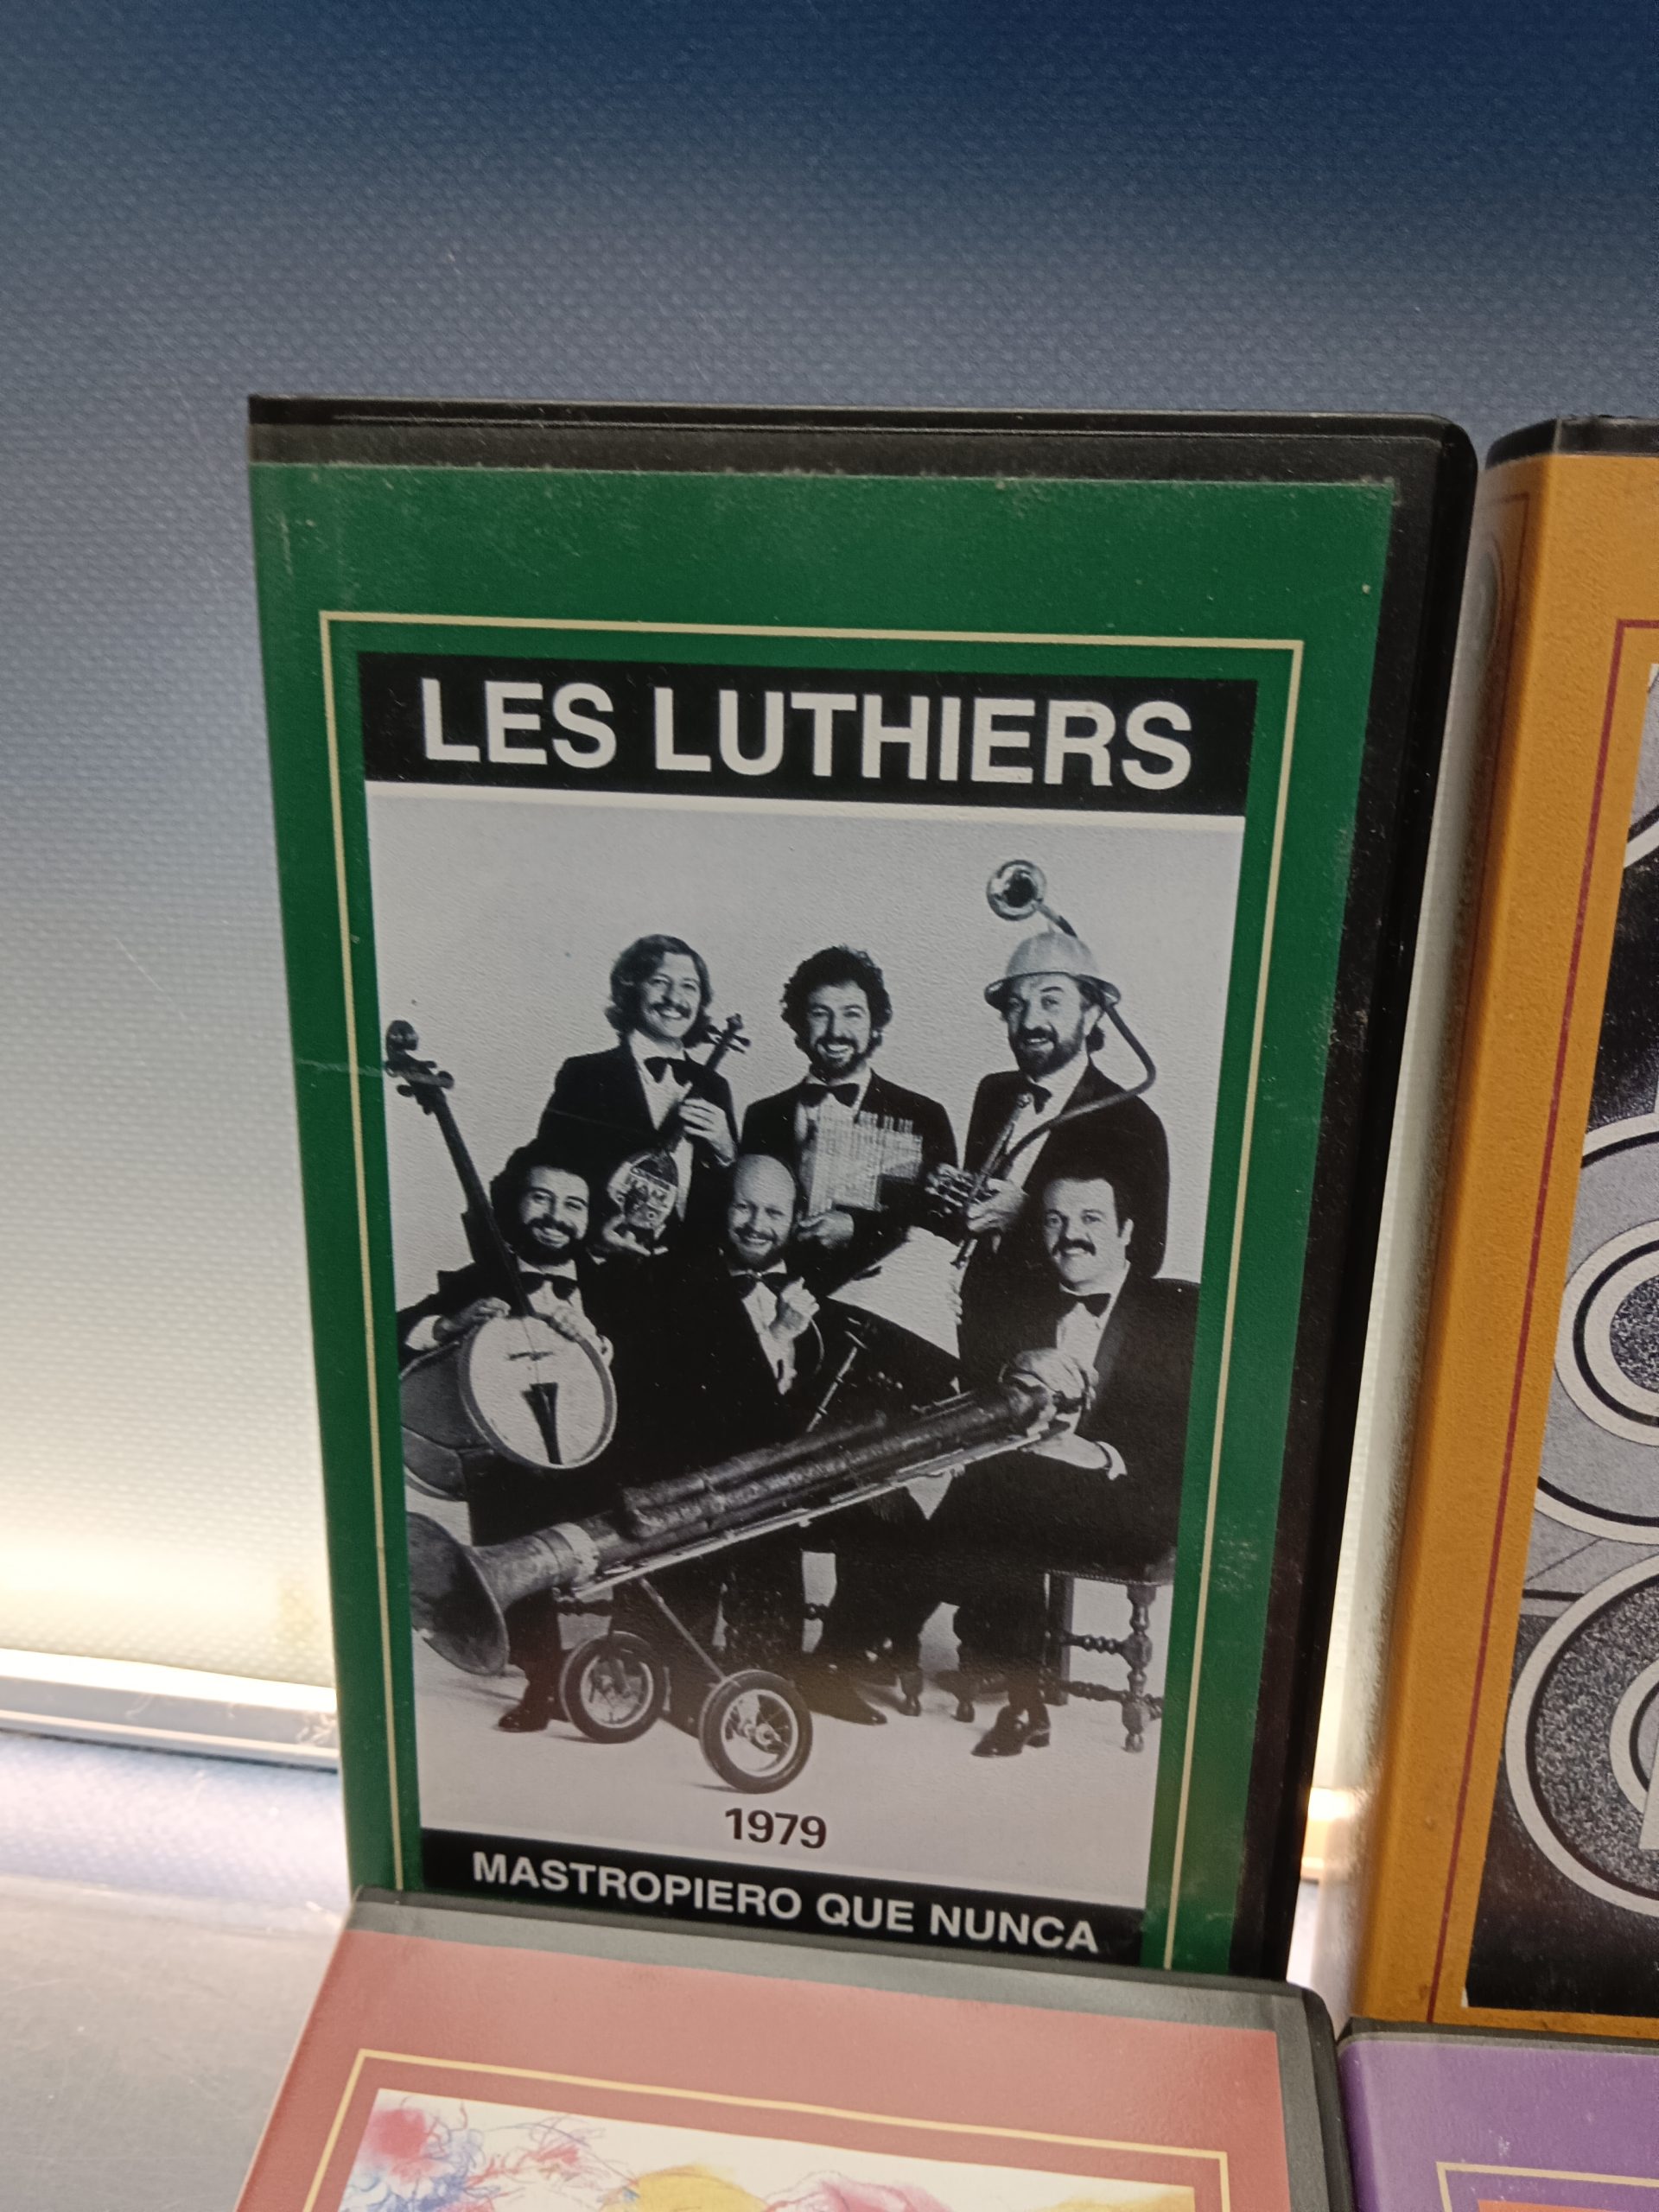 LES LUTHIERS
1979
MASTROPIERO QUE NUNCA